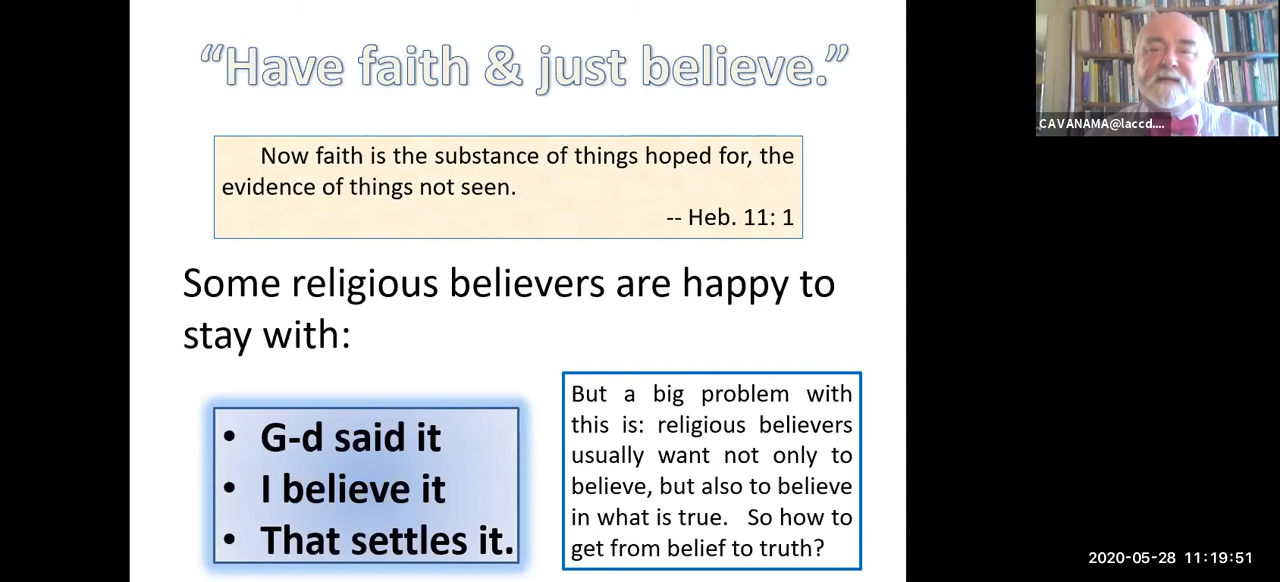 “Have faith & just believe.”
Now faith is the substance of things hoped for, the
evidence of things not seen.
-- Heb. 11: 1
Some religious believers are happy to
stay with:
• G-d said it
• I believe it
• That settles it.
But a big problem with
this is: religious believers
usually want not only to
believe, but also to believe
in what is true. So how to
get from belief to truth?
CAVANAMA@laccd....
2020-05-28 11:19:51